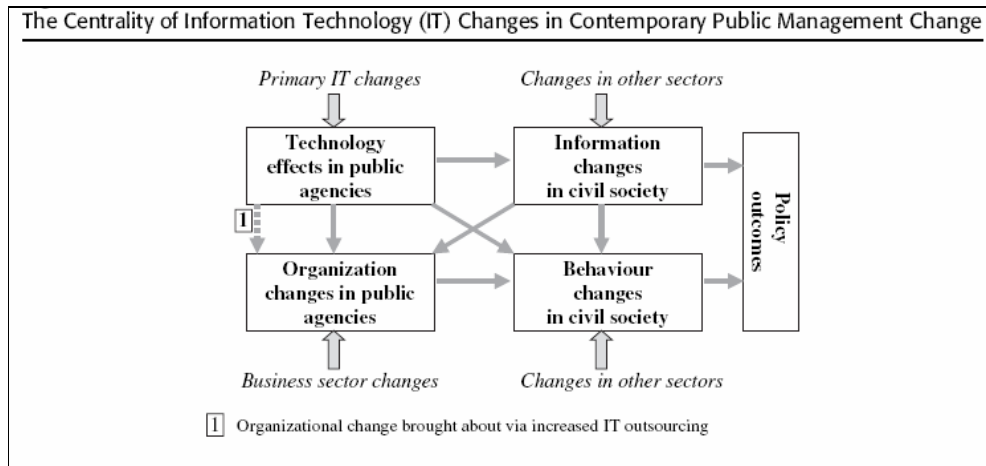 The Centrality of Information Technology (IT) Changes in Contemporary Public Management Change
Primary IT changes
Changes in other sectors
Technology
effects in public
agencies
Information
changes
in civil society
Policy
outcomes
1
Organization
changes in public
agencies
Behaviour
changes
in civil society
Business sector changes
Changes in other sectors
1 Organizational change brought about via increased IT outsourcing